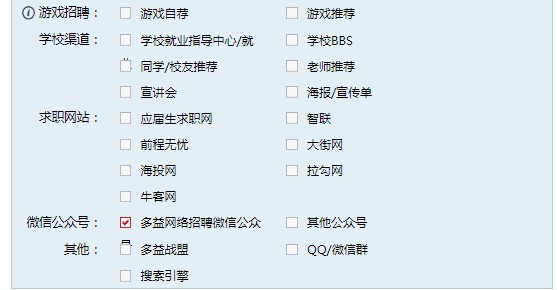 游戏招聘： 游戏自荐 游戏推荐
学校渠道： 学校就业指导中心/就 学校BBS
同学/校友推荐 老师推荐
宣讲会 海报/宣传单
求职网站： 应届生求职网 智联
前程无忧 大街网
海投网 拉勾网
牛客网
微信公众号： 多益网络招聘微信公众 其他公众号
其他： 多益战盟 QQ/微信群
搜索引擎